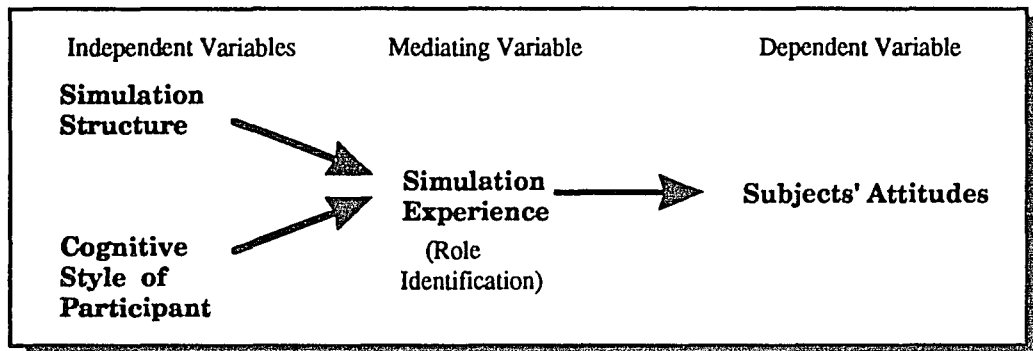 Independent Variables
Mediating Variable
Dependent Variable
Simulation
Structure
Simulation
Experience
(Role
Identification)
Subjects' Attitudes
Cognitive
Style of
Participant